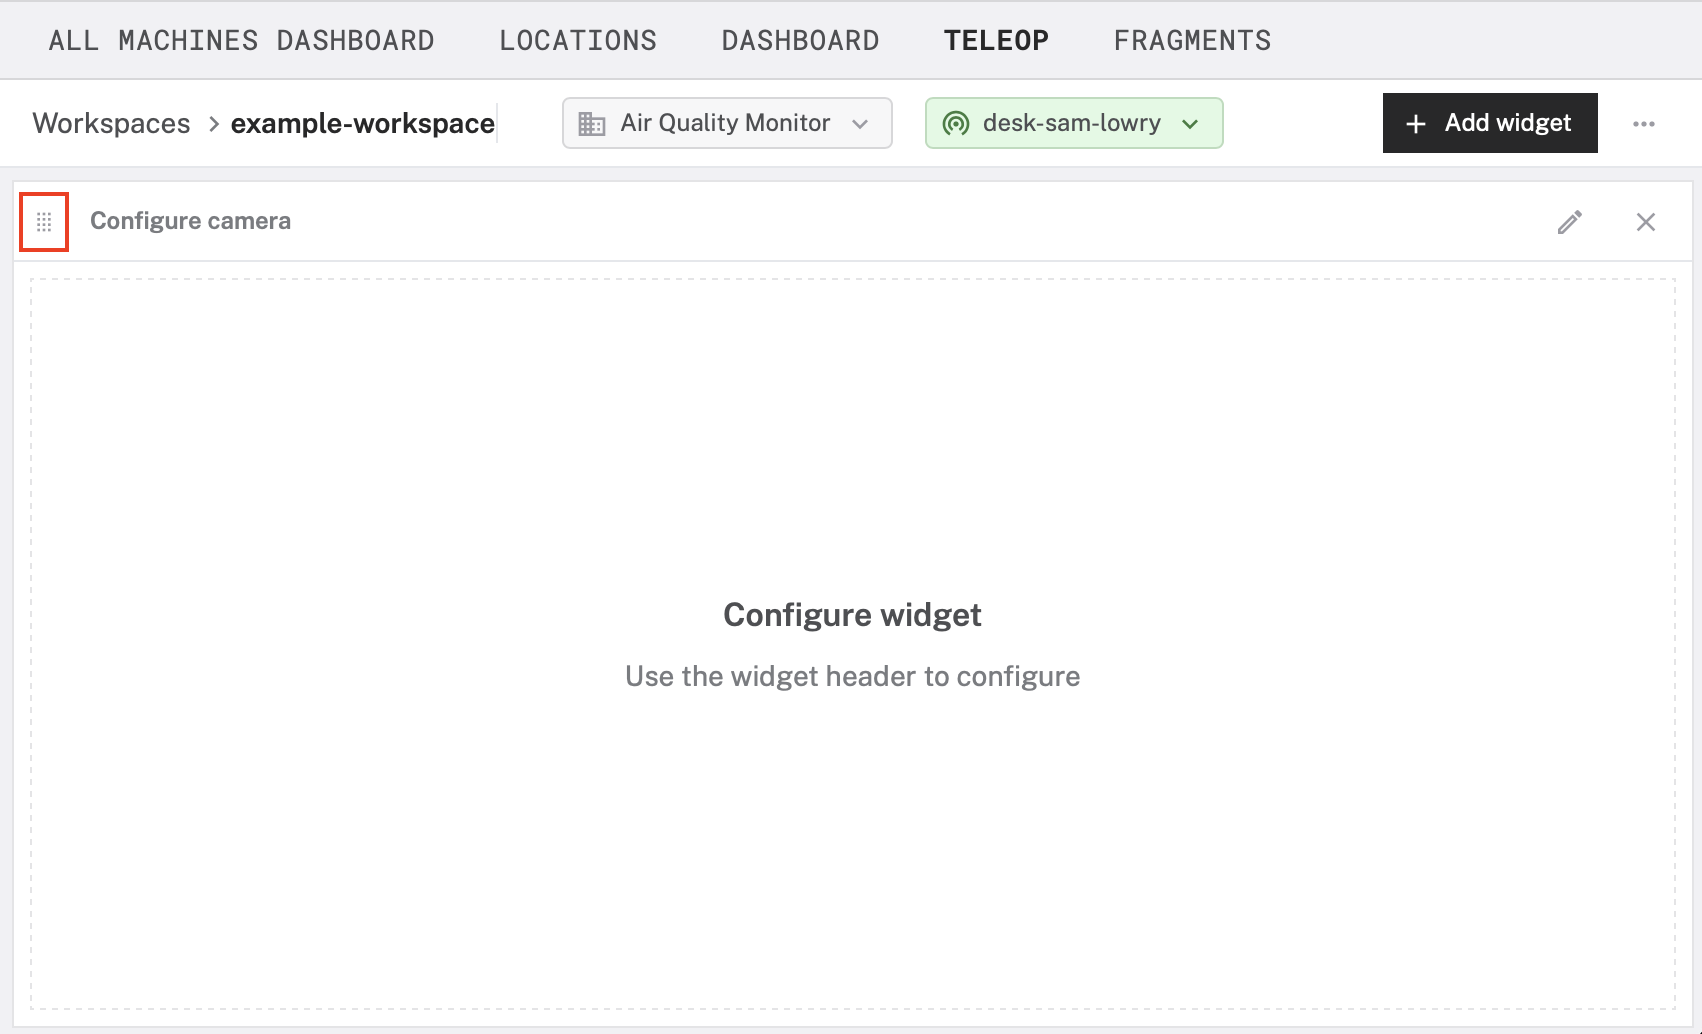 ALL MACHINES DASHBOARD LOCATIONS DASHBOARD TELEOP FRAGMENTS
Workspaces > example-workspace Air Quality Monitor desk-sam-lowry + Add widget
Configure camera
Configure widget
Use the widget header to configure